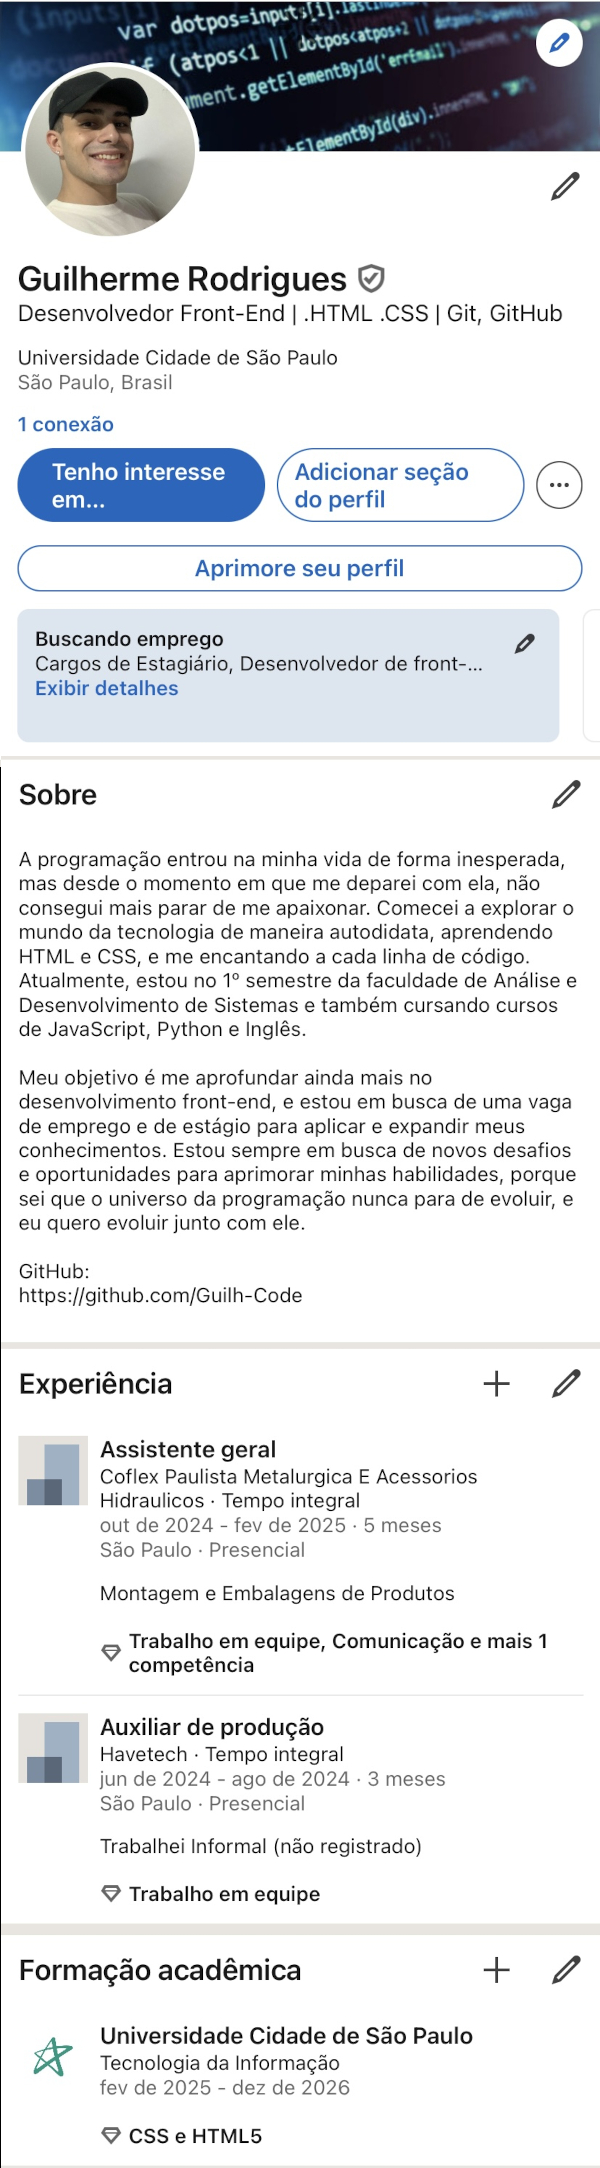 (inputs[i].
var dotpos=inputs[i].last
if (atpos<1 || dotpos<atpos+2 ||
document.getElementById('errEmail').innerHTML =
getElementById(div).innerHTML =
Guilherme Rodrigues
Desenvolvedor Front-End | .HTML .CSS | Git, GitHub
Universidade Cidade de São Paulo
São Paulo, Brasil
1 conexão
Tenho interesse
em...
Adicionar seção
do perfil
Aprimore seu perfil
Buscando emprego
Cargos de Estagiário, Desenvolvedor de front-...
Exibir detalhes
Sobre
A programação entrou na minha vida de forma inesperada,
mas desde o momento em que me deparei com ela, não
consegui mais parar de me apaixonar. Comecei a explorar o
mundo da tecnologia de maneira autodidata, aprendendo
HTML e CSS, e me encantando a cada linha de código.
Atualmente, estou no 1º semestre da faculdade de Análise e
Desenvolvimento de Sistemas e também cursando cursos
de JavaScript, Python e Inglês.
Meu objetivo é me aprofundar ainda mais no
desenvolvimento front-end, e estou em busca de uma vaga
de emprego e de estágio para aplicar e expandir meus
conhecimentos. Estou sempre em busca de novos desafios
e oportunidades para aprimorar minhas habilidades, porque
sei que o universo da programação nunca para de evoluir, e
eu quero evoluir junto com ele.
GitHub:
https://github.com/Guilh-Code
Experiência
Assistente geral
Coflex Paulista Metalurgica E Acessorios
Hidraulicos · Tempo integral
out de 2024 - fev de 2025 · 5 meses
São Paulo · Presencial
Montagem e Embalagens de Produtos
Trabalho em equipe, Comunicação e mais 1
competência
Auxiliar de produção
Havetech · Tempo integral
jun de 2024 - ago de 2024 · 3 meses
São Paulo · Presencial
Trabalhei Informal (não registrado)
Trabalho em equipe
Formação acadêmica
Universidade Cidade de São Paulo
Tecnologia da Informação
fev de 2025 - dez de 2026
CSS e HTML5